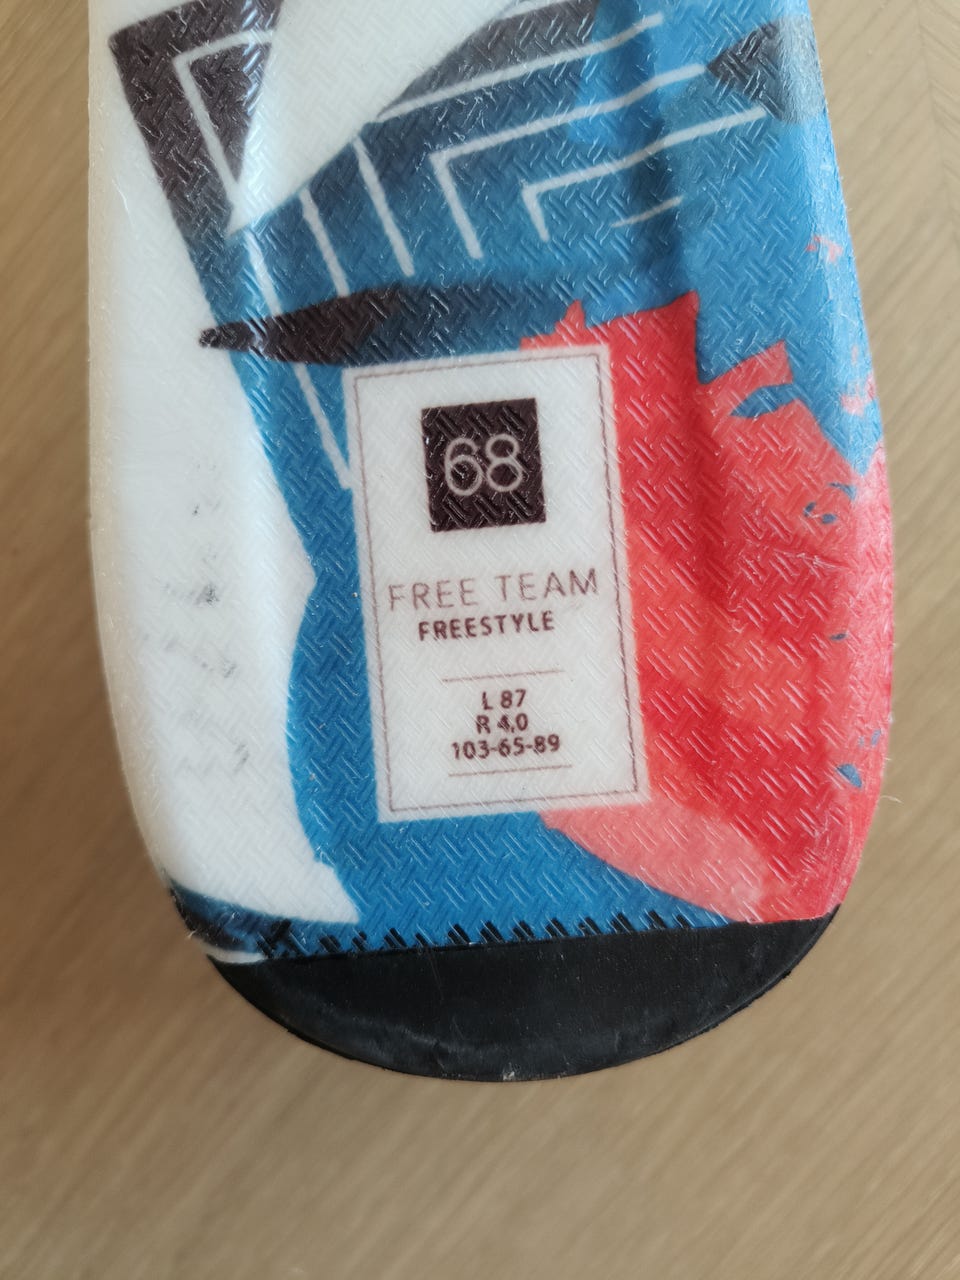 68
FREE TEAM
FREESTYLE
L 87
R 4,0
103-65-89